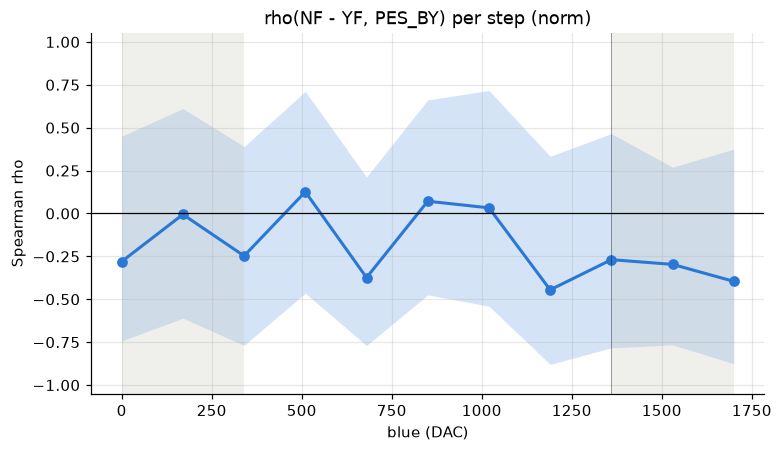 rho(NF - YF, PES_BY) per step (norm)
1.00
0.75
0.50
0.25
0.00
−0.25
−0.50
−0.75
−1.00
Spearman rho
0 250 500 750 1000 1250 1500 1750
blue (DAC)